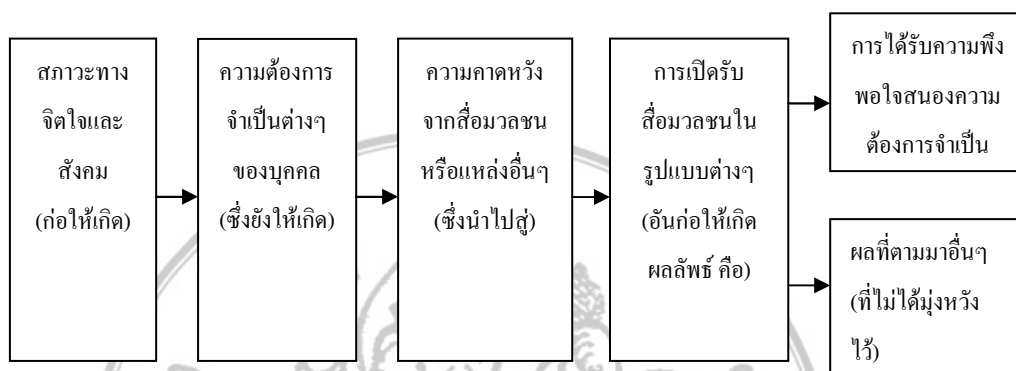 สภาวะทาง
จิตใจและ
สังคม
(ก่อให้เกิด)
ความต้องการ
จำเป็นต่างๆ
ของบุคคล
(ซึ่งยังให้เกิด)
ความคาดหวัง
จากสื่อมวลชน
หรือแหล่งอื่นๆ
(ซึ่งนำไปสู่)
การเปิดรับ
สื่อมวลชนใน
รูปแบบต่างๆ
(อันก่อให้เกิด
ผลลัพธ์ คือ)
การได้รับความพึง
พอใจสนองความ
ต้องการจำเป็น
ผลที่ตามมาอื่นๆ
(ที่ไม่ได้มุ่งหวัง
ไว้)